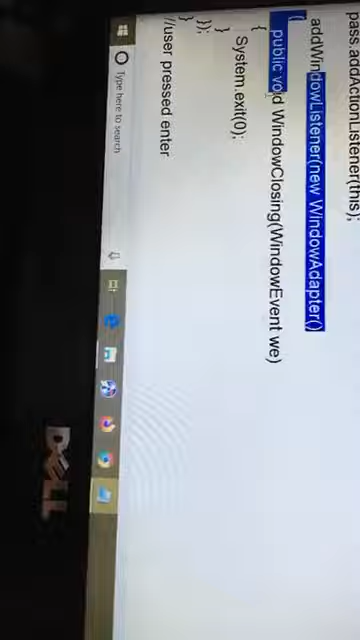 pass.addActionListener(this);
addWindowListener(new WindowAdapter()
{
public void WindowClosing(WindowEvent we)
{
System.exit(0);
}
});
}
//user pressed enter
Type here to search
DELL